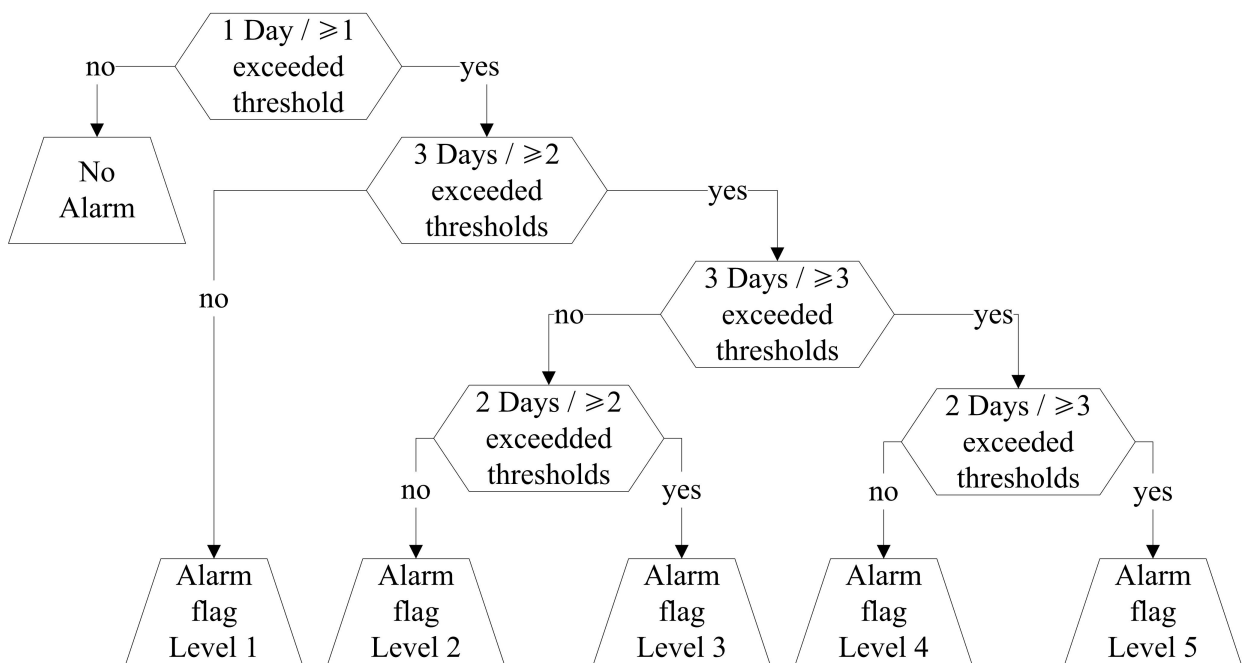 1 Day / ⩾1
exceeded
threshold
no
yes
No
Alarm
3 Days / ⩾2
exceeded
thresholds
no
yes
3 Days / ⩾3
exceeded
thresholds
no
yes
2 Days / ⩾2
exceedded
thresholds
no
yes
2 Days / ⩾3
exceeded
thresholds
no
yes
Alarm
flag
Level 1
Alarm
flag
Level 2
Alarm
flag
Level 3
Alarm
flag
Level 4
Alarm
flag
Level 5